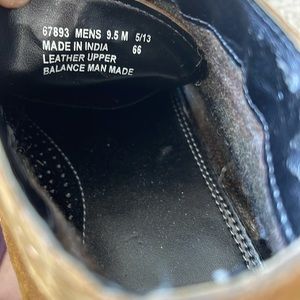 67893 MENS 9.5 M 5/13
MADE IN INDIA 66
LEATHER UPPER
BALANCE MAN MADE